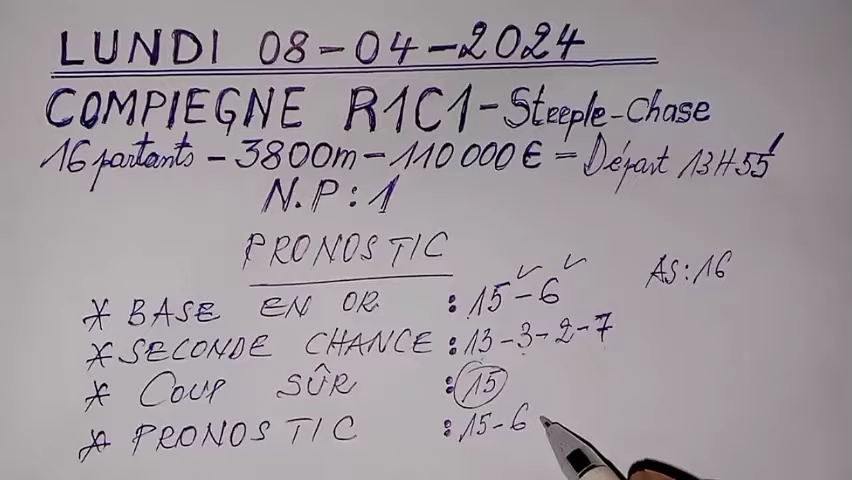 LUNDI 08-04-2024
COMPIEGNE R1C1-Steeple-chase
16 partants - 3800m - 110 000€ = Départ 13H55'
N.P : 1
PRONOSTIC
AS: 16
* BASE EN OR : 15 - 6
* SECONDE CHANCE : 13 - 3 - 2 - 7
* COUP SÛR : 15
* PRONOSTIC : 15 - 6